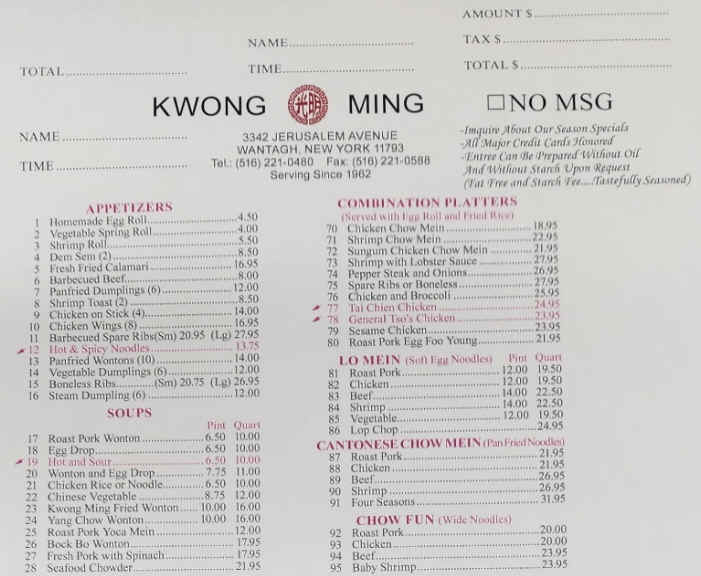 AMOUNT $
NAME
TAX $
TOTAL
TIME
TOTAL $
KWONG 光明 MING
□NO MSG
NAME
3342 JERUSALEM AVENUE
WANTAGH, NEW YORK 11793
TIME
Tel.: (516) 221-0480 Fax: (516) 221-0588
Serving Since 1962
-Inquire About Our Season Specials
-All Major Credit Cards Honored
-Entree Can Be Prepared Without Oil
And Without Starch Upon Request
(Fat Free and Starch Fee....Tastefully Seasoned)
APPETIZERS
1 Homemade Egg Roll 4.50
2 Vegetable Spring Roll 4.00
3 Shrimp Roll 5.50
4 Dem Sem (2) 8.50
5 Fresh Fried Calamari 16.95
6 Barbecued Beef 8.00
7 Panfried Dumplings (6) 12.00
8 Shrimp Toast (2) 8.50
9 Chicken on Stick (4) 14.00
10 Chicken Wings (8) 16.95
11 Barbecued Spare Ribs(Sm) 20.95 (Lg) 27.95
12 Hot & Spicy Noodles 13.75
13 Panfried Wontons (10) 14.00
14 Vegetable Dumplings (6) 12.00
15 Boneless Ribs (Sm) 20.75 (Lg) 26.95
16 Steam Dumpling (6) 12.00
SOUPS
Pint Quart
17 Roast Pork Wonton 6.50 10.00
18 Egg Drop 6.50 10.00
19 Hot and Sour 6.50 10.00
20 Wonton and Egg Drop 7.75 11.00
21 Chicken Rice or Noodle 6.50 10.00
22 Chinese Vegetable 8.75 12.00
23 Kwong Ming Fried Wonton 10.00 16.00
24 Yang Chow Wonton 10.00 16.00
25 Roast Pork Yoca Mein 12.00
26 Bock Bo Wonton 17.95
27 Fresh Pork with Spinach 17.95
28 Seafood Chowder 21.95
COMBINATION PLATTERS
(Served with Egg Roll and Fried Rice)
70 Chicken Chow Mein 18.95
71 Shrimp Chow Mein 22.95
72 Sungum Chicken Chow Mein 21.95
73 Shrimp with Lobster Sauce 27.95
74 Pepper Steak and Onions 26.95
75 Spare Ribs or Boneless 27.95
76 Chicken and Broccoli 25.95
77 Tai Chien Chicken 24.95
78 General Tso's Chicken 23.95
79 Sesame Chicken 23.95
80 Roast Pork Egg Foo Young 21.95
LO MEIN (Soft Egg Noodles) Pint Quart
81 Roast Pork 12.00 19.50
82 Chicken 12.00 19.50
83 Beef 14.00 22.50
84 Shrimp 14.00 22.50
85 Vegetable 12.00 19.50
86 Lop Chop 24.95
CANTONESE CHOW MEIN (Pan Fried Noodles)
87 Roast Pork 21.95
88 Chicken 21.95
89 Beef 26.95
90 Shrimp 26.95
91 Four Seasons 31.95
CHOW FUN (Wide Noodles)
92 Roast Pork 20.00
93 Chicken 20.00
94 Beef 23.95
95 Baby Shrimp 23.95